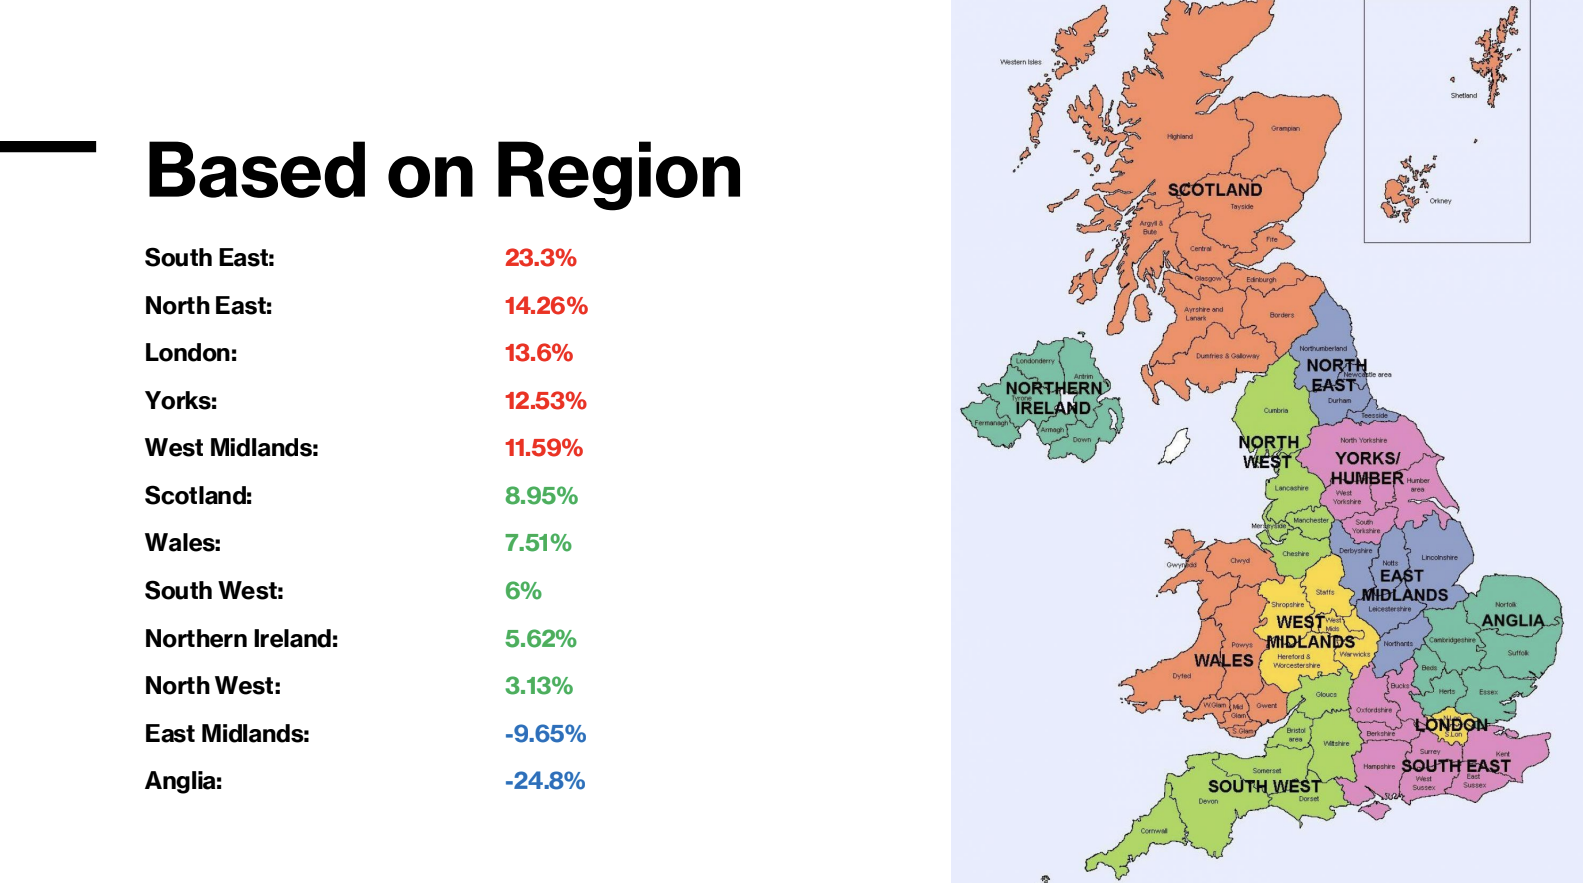 Based on Region
South East: 23.3%
North East: 14.26%
London: 13.6%
Yorks: 12.53%
West Midlands: 11.59%
Scotland: 8.95%
Wales: 7.51%
South West: 6%
Northern Ireland: 5.62%
North West: 3.13%
East Midlands: -9.65%
Anglia: -24.8%
Western Isles
Shetland
Highland
Grampian
SCOTLAND
Orkney
Tayside
Argyll &
Bute
Fife
Central
Glasgow
Edinburgh
Ayrshire and
Lanark
Borders
Dumfries & Galloway
Northumberland
NORTH
EAST
Newcastle area
Durham
Teesside
Londonderry
Antrim
NORTHERN
IRELAND
Tyrone
Fermanagh
Armagh
Down
Cumbria
NORTH
WEST
Lancashire
Merseyside
Manchester
Cheshire
North Yorkshire
YORKS/
HUMBER
West
Yorkshire
Humber
area
South
Yorkshire
Derbyshire
Notts
Lincolnshire
EAST
MIDLANDS
Leicestershire
Northants
Gwynedd
Clwyd
Powys
WALES
Dyfed
W.Glam
Mid
Glam
Gwent
S.Glam
Staffs
Shropshire
WEST
MIDLANDS
West
Mids
Hereford &
Worcestershire
Warwicks
Norfolk
ANGLIA
Cambridgeshire
Suffolk
Beds
Herts
Essex
Gloucs
Bristol
area
Wiltshire
Somerset
SOUTH WEST
Devon
Dorset
Cornwall
Bucks
Oxfordshire
Berkshire
LONDON
S.Lon
Surrey
Kent
SOUTH EAST
Hampshire
West
Sussex
East
Sussex